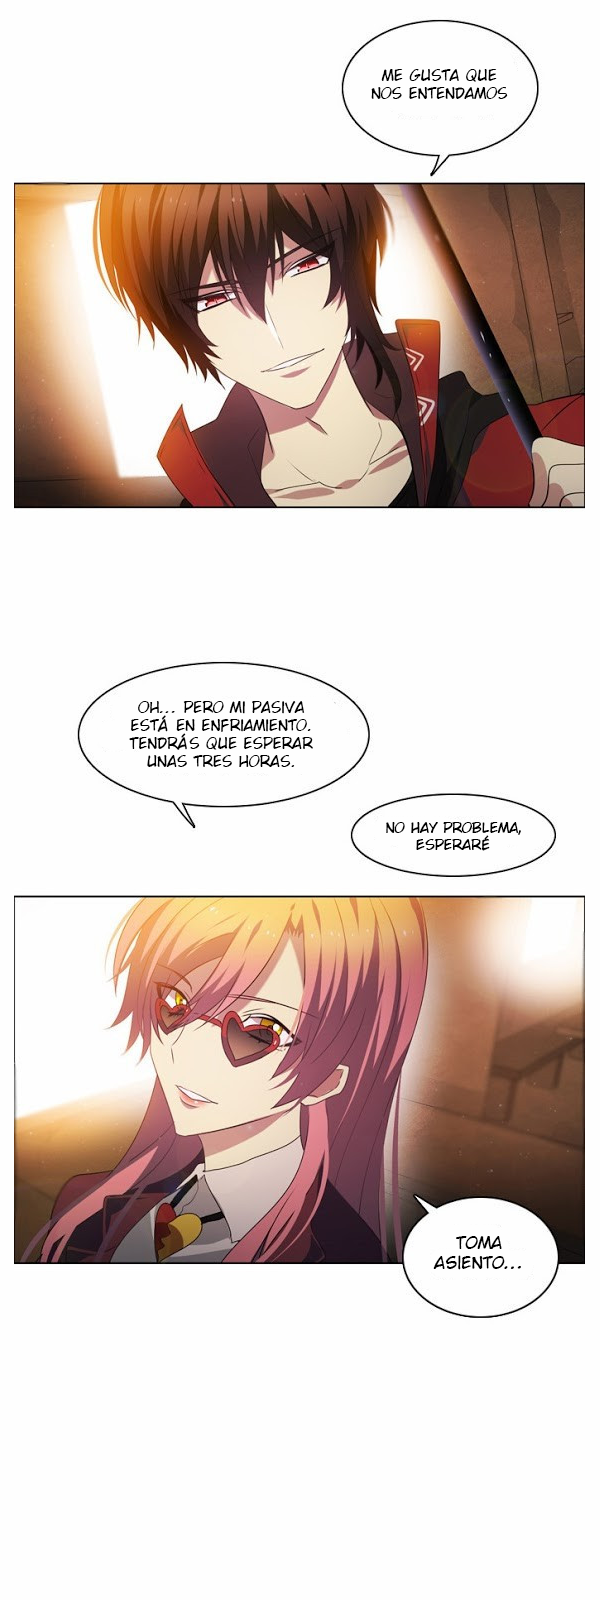 ME GUSTA QUE
NOS ENTENDAMOS
OH... PERO MI PASIVA
ESTÁ EN ENFRIAMIENTO.
TENDRÁS QUE ESPERAR
UNAS TRES HORAS.
NO HAY PROBLEMA,
ESPERARÉ
TOMA
ASIENTO...